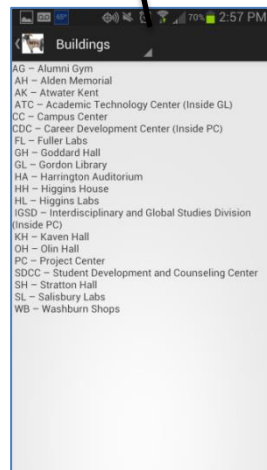 70% 2:57 PM
Buildings
AG – Alumni Gym
AH – Alden Memorial
AK – Atwater Kent
ATC – Academic Technology Center (Inside GL)
CC – Campus Center
CDC – Career Development Center (Inside PC)
FL – Fuller Labs
GH – Goddard Hall
GL – Gordon Library
HA – Harrington Auditorium
HH – Higgins House
HL – Higgins Labs
IGSD – Interdisciplinary and Global Studies Division
(Inside PC)
KH – Kaven Hall
OH – Olin Hall
PC – Project Center
SDCC – Student Development and Counseling Center
SH – Stratton Hall
SL – Salisbury Labs
WB – Washburn Shops